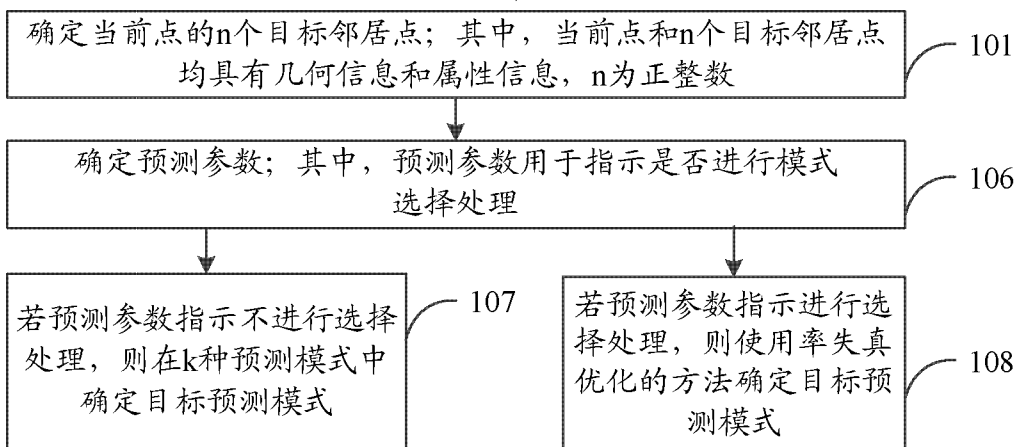 确定当前点的n个目标邻居点；其中，当前点和n个目标邻居点
均具有几何信息和属性信息，n为正整数
101
确定预测参数；其中，预测参数用于指示是否进行模式
选择处理
106
若预测参数指示不进行选择
处理，则在k种预测模式中
确定目标预测模式
107
若预测参数指示进行选
择处理，则使用率失真
优化的方法确定目标预
测模式
108